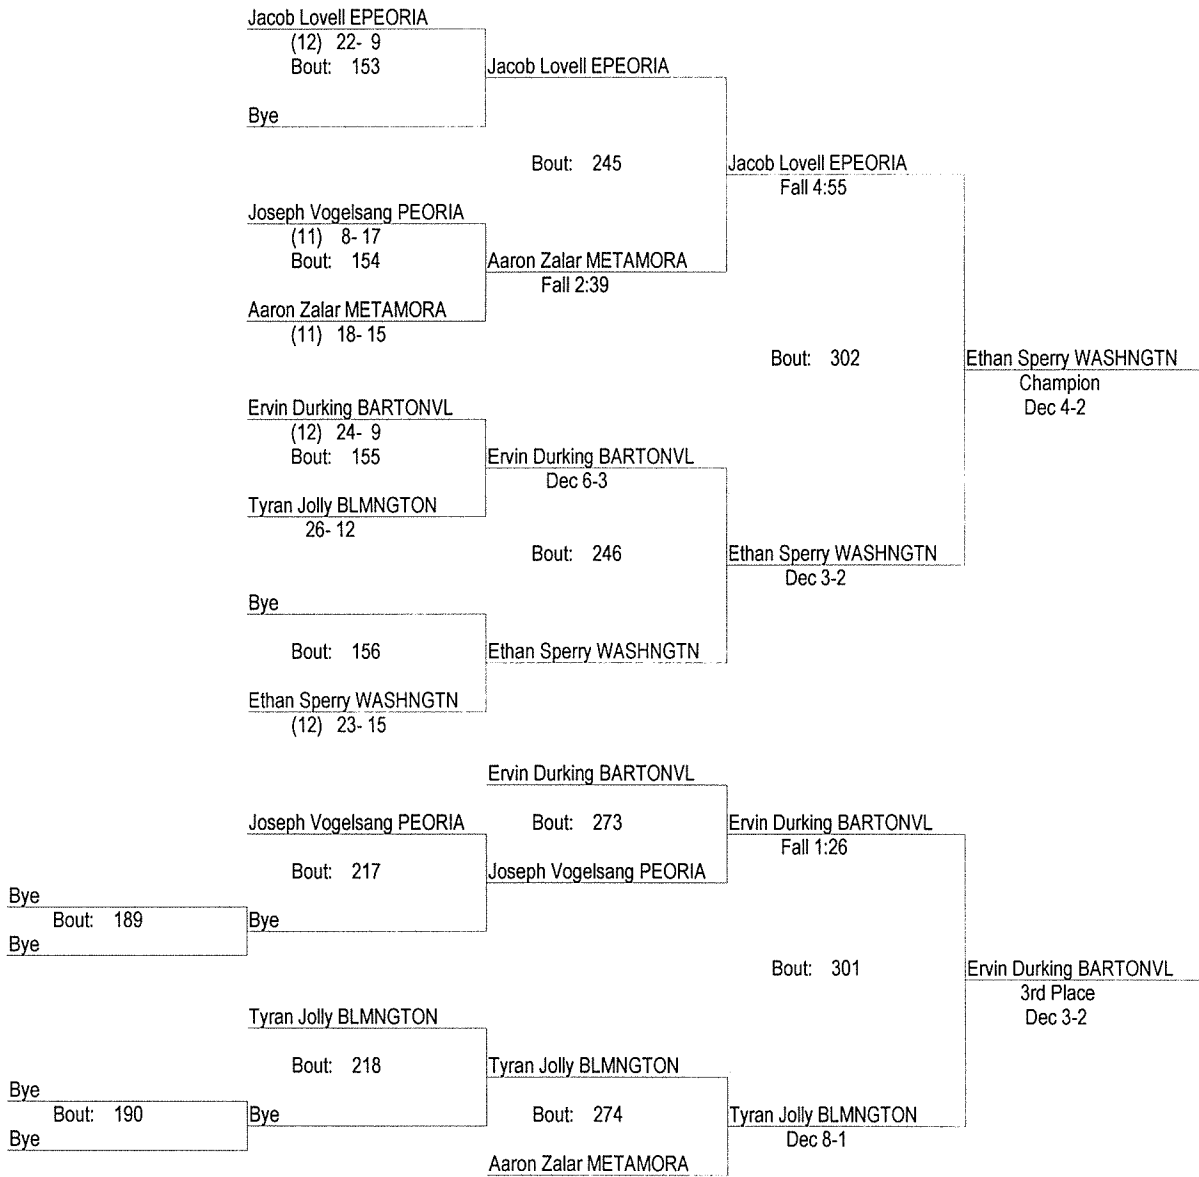 Jacob Lovell EPEORIA
(12) 22- 9
Bout: 153
Jacob Lovell EPEORIA
Bye
Bout: 245
Jacob Lovell EPEORIA
Fall 4:55
Joseph Vogelsang PEORIA
(11) 8- 17
Bout: 154
Aaron Zalar METAMORA
Fall 2:39
Aaron Zalar METAMORA
(11) 18- 15
Bout: 302
Ethan Sperry WASHNGTN
Champion
Dec 4-2
Ervin Durking BARTONVL
(12) 24- 9
Bout: 155
Ervin Durking BARTONVL
Dec 6-3
Tyran Jolly BLMNGTON
26- 12
Bout: 246
Ethan Sperry WASHNGTN
Dec 3-2
Bye
Bout: 156
Ethan Sperry WASHNGTN
Ethan Sperry WASHNGTN
(12) 23- 15
Ervin Durking BARTONVL
Joseph Vogelsang PEORIA
Bout: 273
Ervin Durking BARTONVL
Fall 1:26
Bout: 217
Joseph Vogelsang PEORIA
Bye
Bout: 189
Bye
Bye
Bout: 301
Ervin Durking BARTONVL
3rd Place
Dec 3-2
Tyran Jolly BLMNGTON
Bout: 218
Tyran Jolly BLMNGTON
Bye
Bout: 190
Bye
Bye
Bout: 274
Tyran Jolly BLMNGTON
Dec 8-1
Aaron Zalar METAMORA